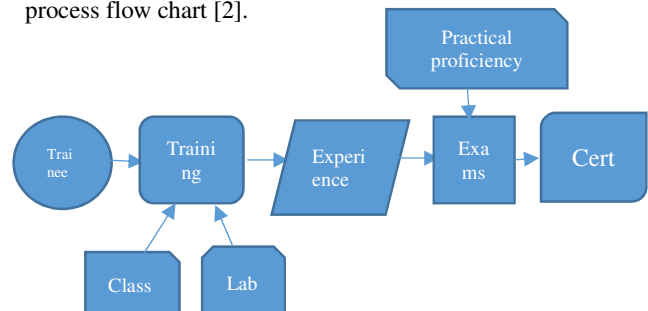 process flow chart [2].
Practical
proficiency
Trai
nee
Traini
ng
Experi
ence
Exa
ms
Cert
Class
Lab